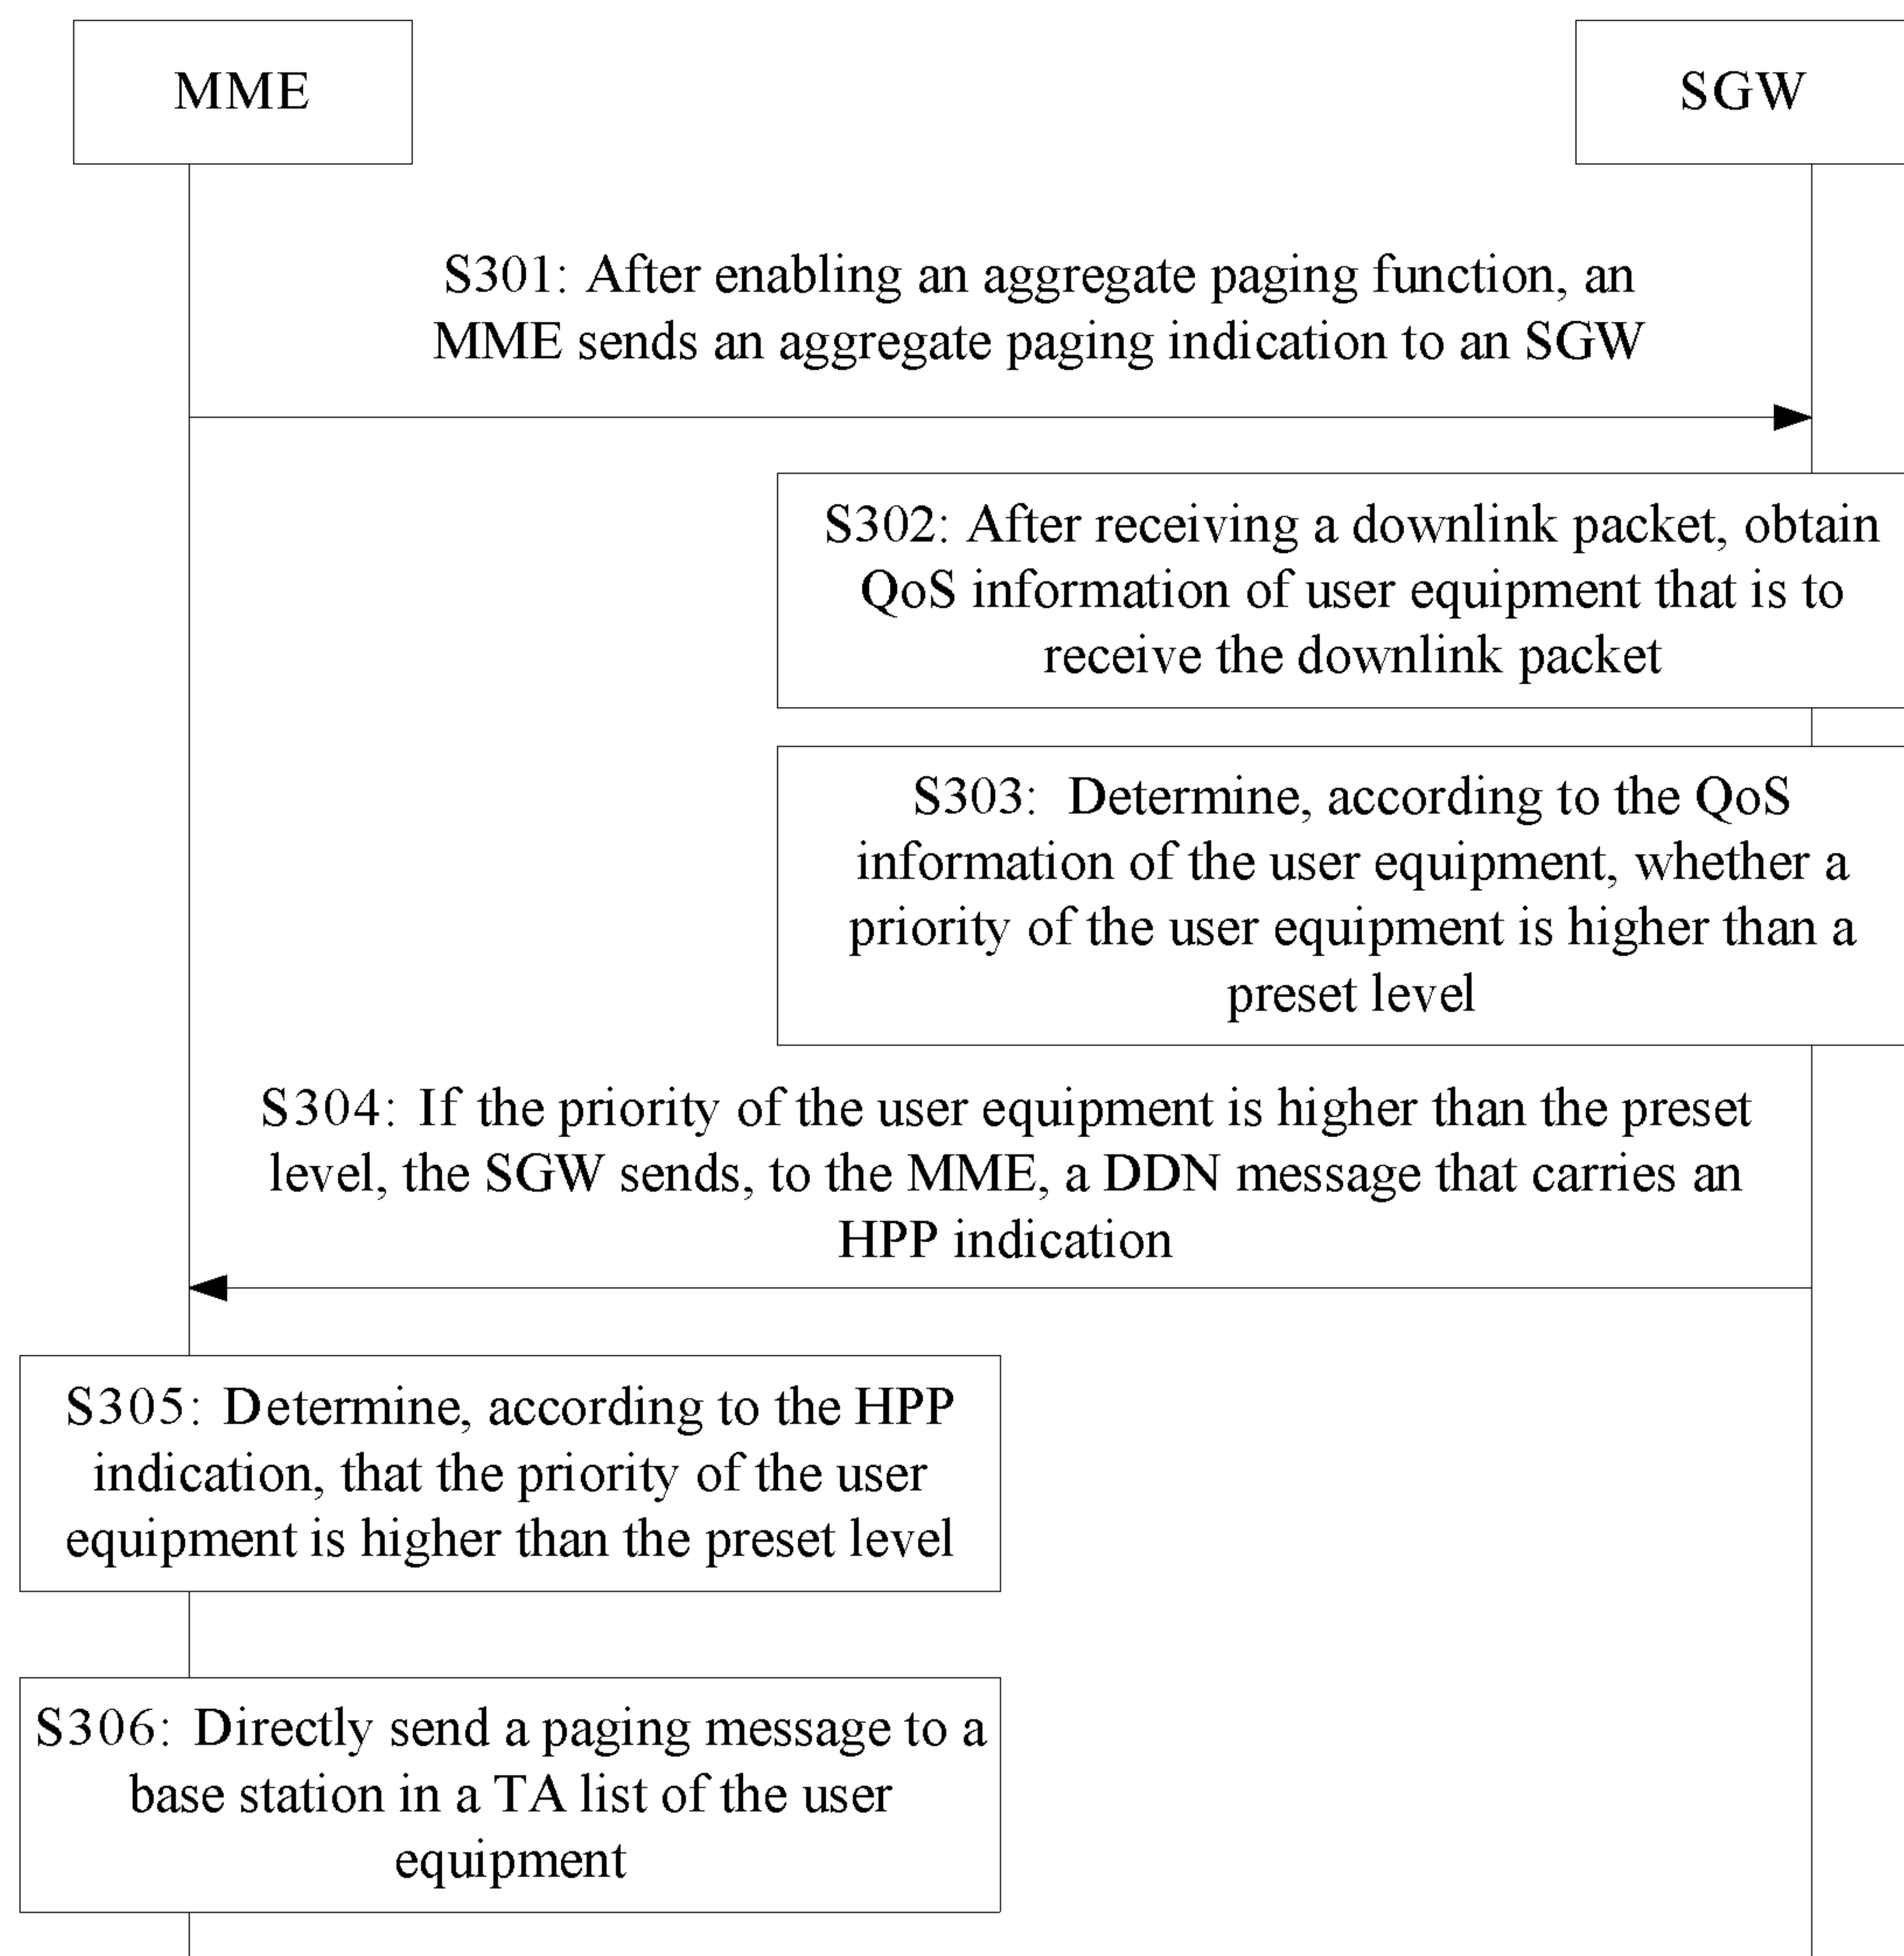 MME
SGW
S301: After enabling an aggregate paging function, an
MME sends an aggregate paging indication to an SGW
S302: After receiving a downlink packet, obtain
QoS information of user equipment that is to
receive the downlink packet
S303: Determine, according to the QoS
information of the user equipment, whether a
priority of the user equipment is higher than a
preset level
S304: If the priority of the user equipment is higher than the preset
level, the SGW sends, to the MME, a DDN message that carries an
HPP indication
S305: Determine, according to the HPP
indication, that the priority of the user
equipment is higher than the preset level
S306: Directly send a paging message to a
base station in a TA list of the user
equipment